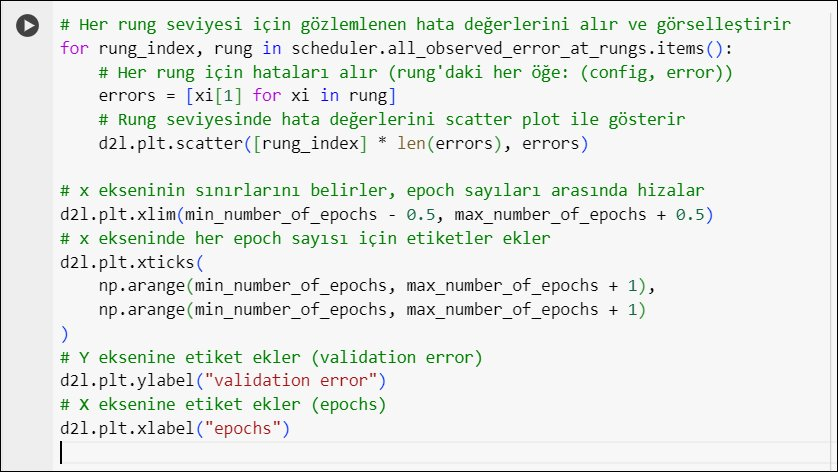 # Her rung seviyesi için gözlemlenen hata değerlerini alır ve görselleştirir
for rung_index, rung in scheduler.all_observed_error_at_rungs.items():
    # Her rung için hataları alır (rung'daki her öğe: (config, error))
    errors = [xi[1] for xi in rung]
    # Rung seviyesinde hata değerlerini scatter plot ile gösterir
    d2l.plt.scatter([rung_index] * len(errors), errors)

# x ekseninin sınırlarını belirler, epoch sayıları arasında hizalar
d2l.plt.xlim(min_number_of_epochs - 0.5, max_number_of_epochs + 0.5)
# x ekseninde her epoch sayısı için etiketler ekler
d2l.plt.xticks(
    np.arange(min_number_of_epochs, max_number_of_epochs + 1),
    np.arange(min_number_of_epochs, max_number_of_epochs + 1)
)
# Y eksenine etiket ekler (validation error)
d2l.plt.ylabel("validation error")
# X eksenine etiket ekler (epochs)
d2l.plt.xlabel("epochs")